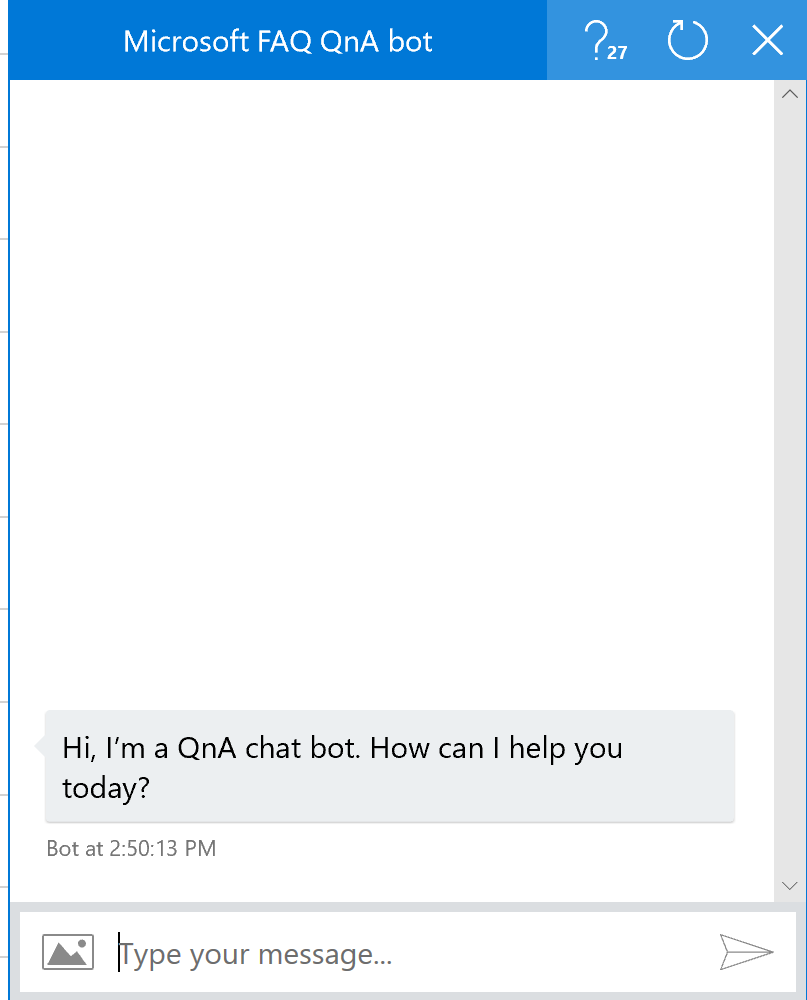 Microsoft FAQ QnA bot
?27
Hi, I’m a QnA chat bot. How can I help you
today?
Bot at 2:50:13 PM
Type your message...